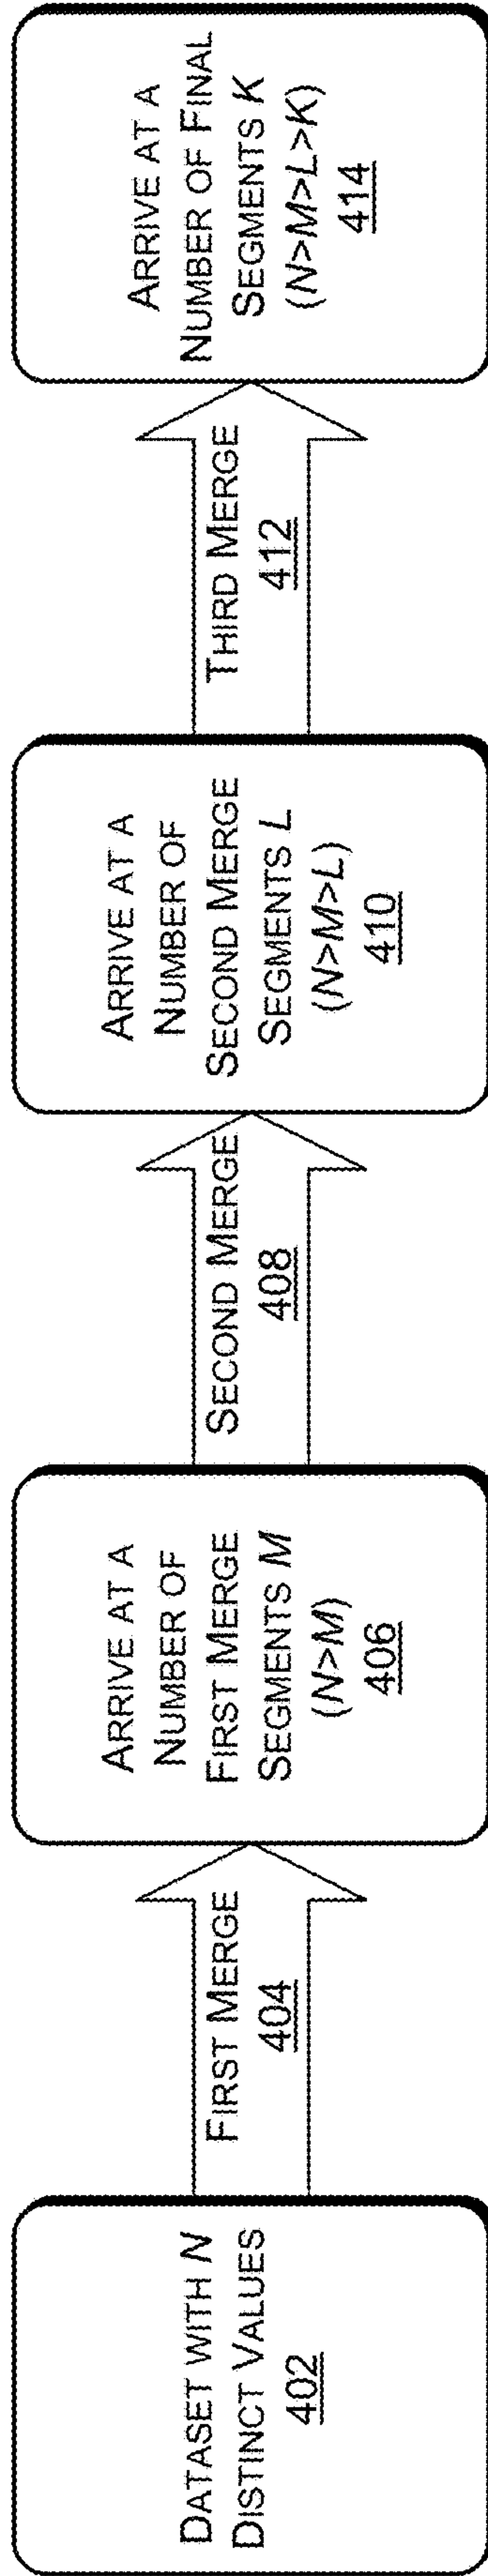 DATASET WITH N
DISTINCT VALUES
402
FIRST MERGE
404
ARRIVE AT A
NUMBER OF
FIRST MERGE
SEGMENTS M
(N>M)
406
SECOND MERGE
408
ARRIVE AT A
NUMBER OF
SECOND MERGE
SEGMENTS L
(N>M>L)
410
THIRD MERGE
412
ARRIVE AT A
NUMBER OF FINAL
SEGMENTS K
(N>M>L>K)
414